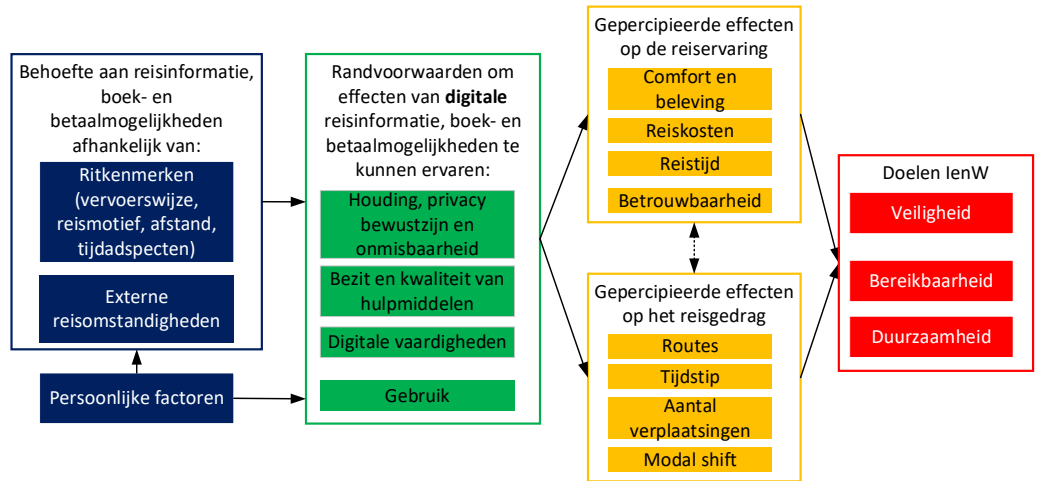 Behoefte aan reisinformatie,
boek- en
betaalmogelijkheden
afhankelijk van:
Ritkenmerken
(vervoerswijze,
reismotief, afstand,
tijdadspecten)
Externe
reisomstandigheden
Persoonlijke factoren
Randvoorwaarden om
effecten van digitale
reisinformatie, boek- en
betaalmogelijkheden te
kunnen ervaren:
Houding, privacy
bewustzijn en
onmisbaarheid
Bezit en kwaliteit van
hulpmiddelen
Digitale vaardigheden
Gebruik
Gepercipieerde effecten
op de reiservaring
Comfort en
beleving
Reiskosten
Reistijd
Betrouwbaarheid
Gepercipieerde effecten
op het reisgedrag
Routes
Tijdstip
Aantal
verplaatsingen
Modal shift
Doelen IenW
Veiligheid
Bereikbaarheid
Duurzaamheid